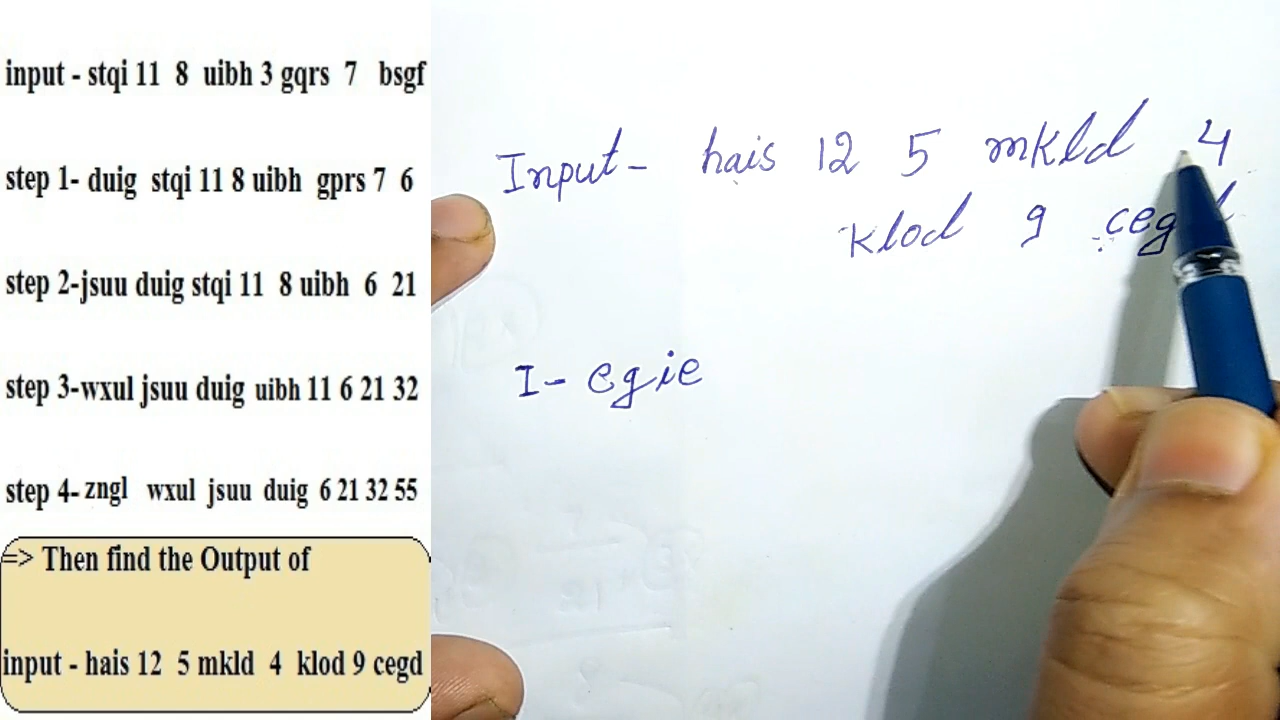 input - stqi 11 8 uibh 3 gqrs 7 bsgf
step 1- duig stqi 11 8 uibh gprs 7 6
step 2-jsuu duig stqi 11 8 uibh 6 21
step 3-wxul jsuu duig uibh 11 6 21 32
step 4- zngl wxul jsuu duig 6 21 32 55
=> Then find the Output of
input - hais 12 5 mkld 4 klod 9 cegd
Input- hais 12 5 mkld 4
klod 9
I- egie